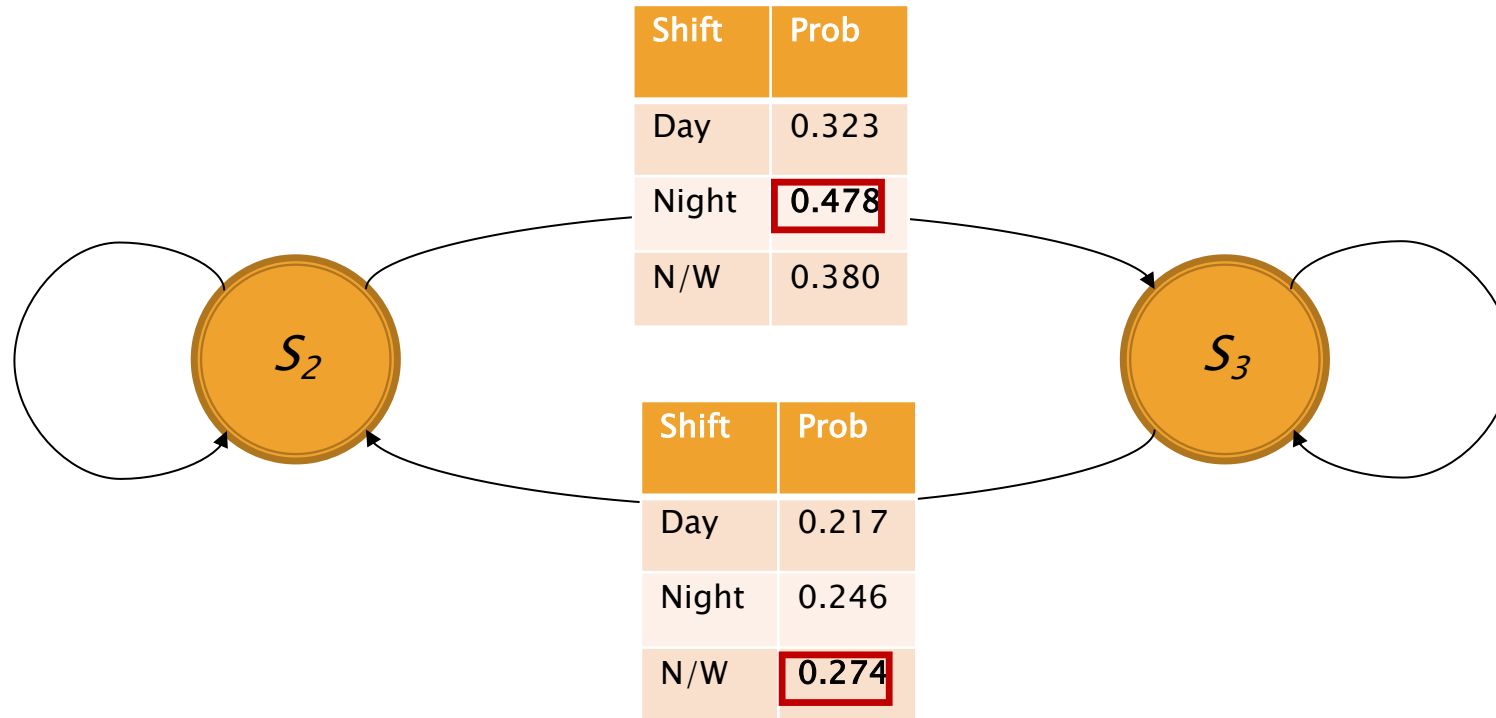 Shift Prob
Day 0.323
Night 0.478
N/W 0.380
S2
S3
Shift Prob
Day 0.217
Night 0.246
N/W 0.274